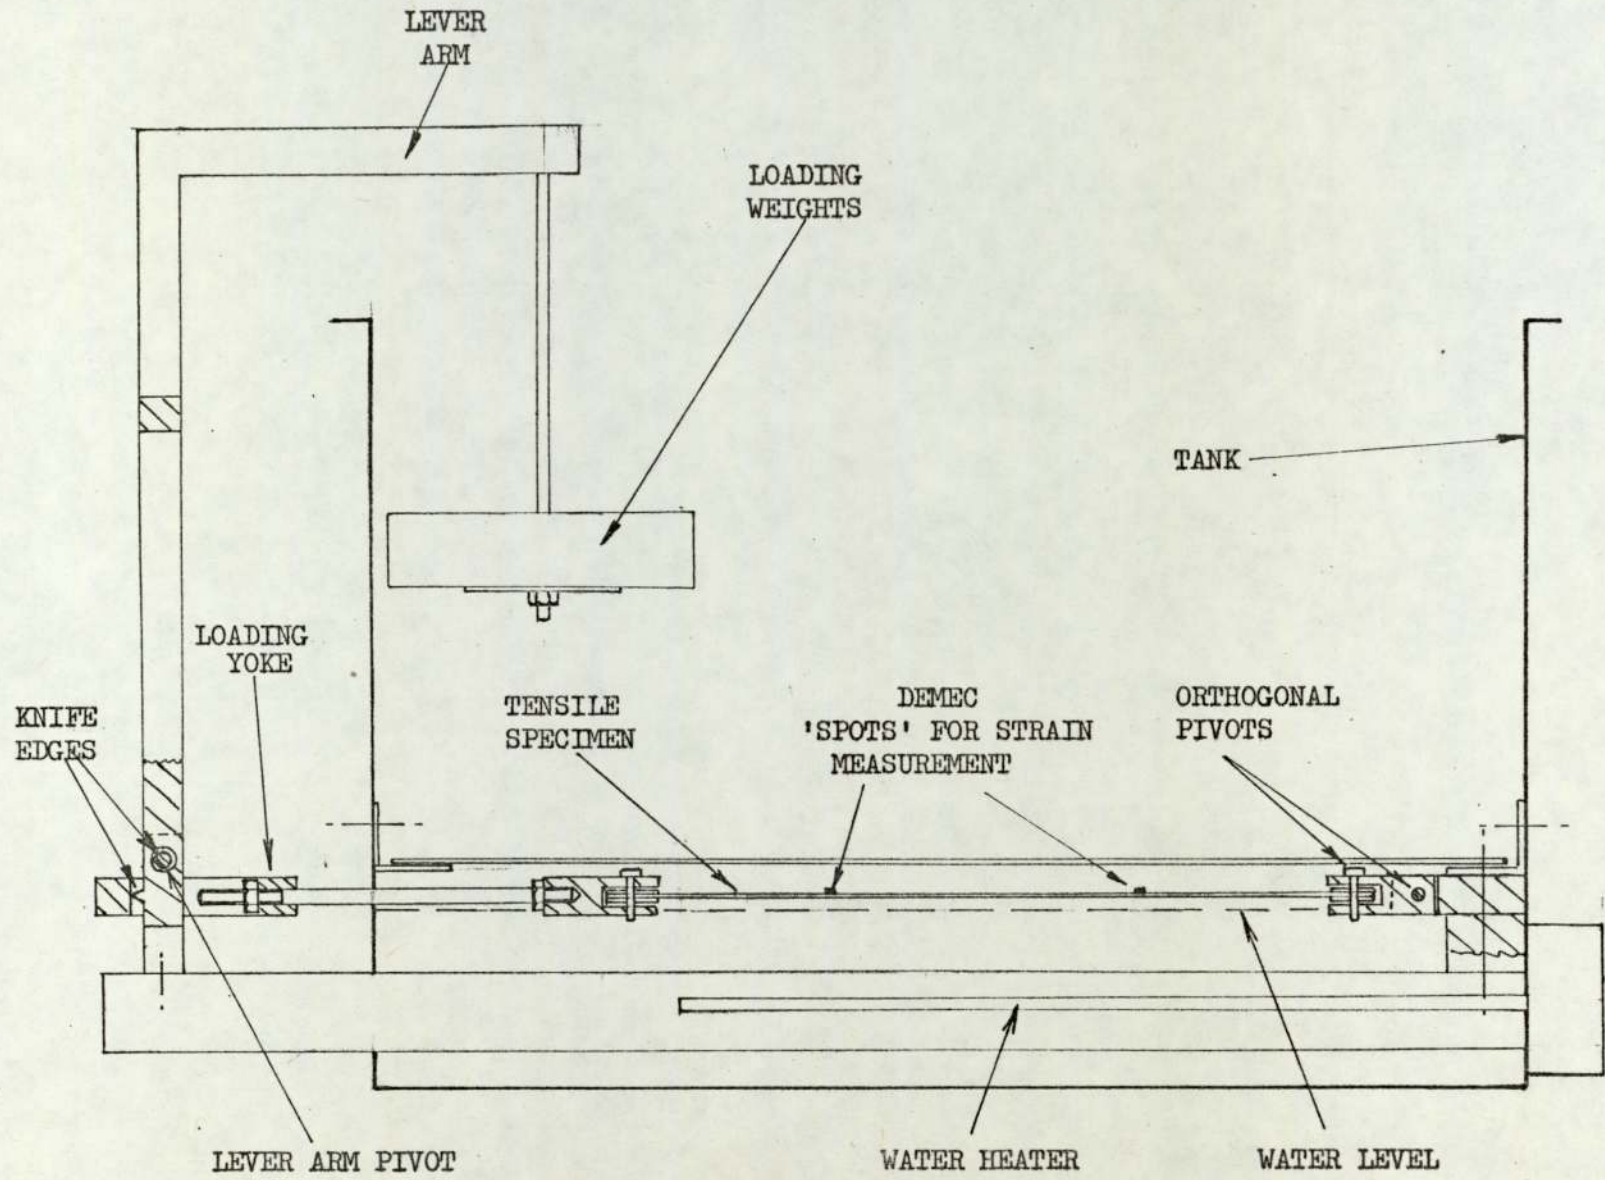 LEVER
ARM
LOADING
WEIGHTS
TANK
LOADING
YOKE
KNIFE
EDGES
TENSILE
SPECIMEN
DEMEC
'SPOTS' FOR STRAIN
MEASUREMENT
ORTHOGONAL
PIVOTS
LEVER ARM PIVOT
WATER HEATER
WATER LEVEL